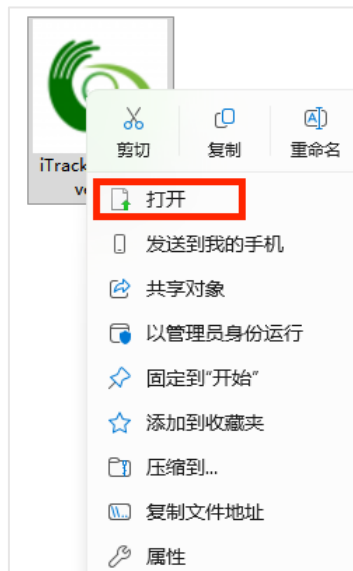 剪切
复制
重命名
iTrack
打开
发送到我的手机
共享对象
以管理员身份运行
固定到"开始"
添加到收藏夹
压缩到...
复制文件地址
属性